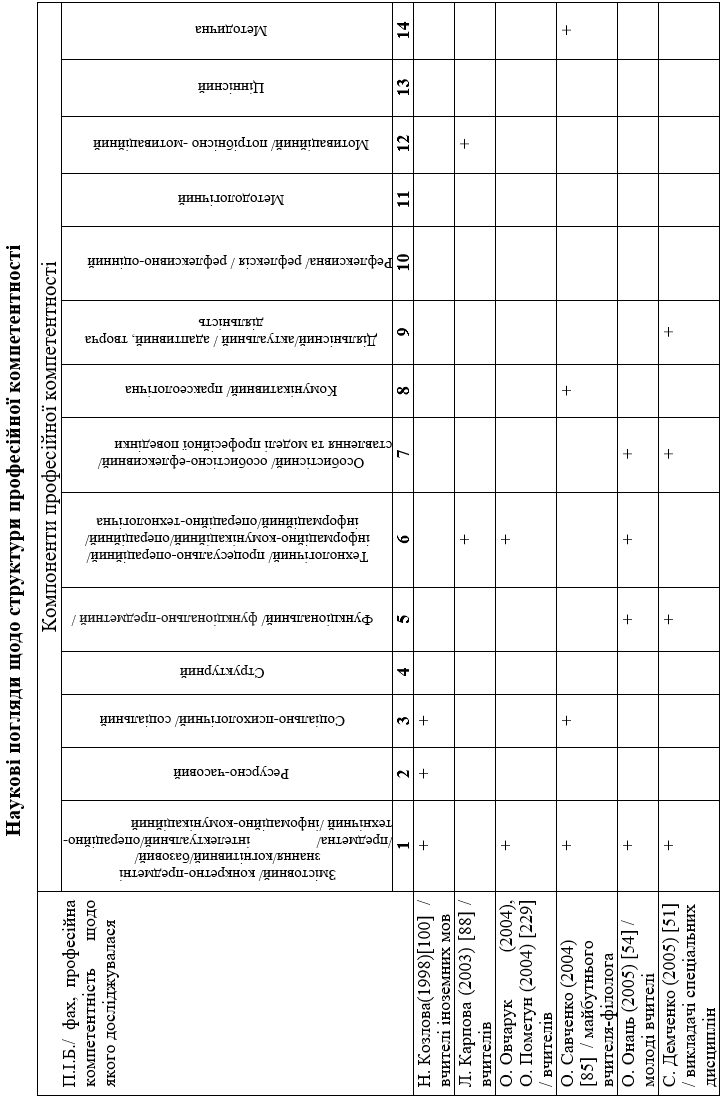 Наукові погляди щодо структури професійної компетентності
П.І.Б./ фах, професійна
компетентність щодо
якого досліджувалася
Компоненти професійної компетентності
Змістовний/ конкретно-предметні
знання/когнітивний/базовий/
/предметна/ інтелектуальний/операційно-
технічний /інфомаційно-комунікаційний
Ресурсно-часовий
Соціально-психологічний/ соціальний
Структурний
Функціональний/ функціонально-предметний /
Технологічний/ процесуально-операційний/
інформаційно-комунікаційний/операційний/
інформаційний/операційно-технологічна
Особистісний/ особистісно-ефлексивний/
ставлення та моделі професійної поведінки
Комунікативний/ праксеологічна
Діяльнісний/актуальний / адаптивний, творча
діяльність
Рефлексивна/ рефлексія / рефлексивно-оцінний
Методологічний
Мотиваційний/ потрібнісно -мотиваційний
Ціннісний
Методична
1 2 3 4 5 6 7 8 9 10 11 12 13 14
Н. Козлова(1998)[100] /
вчителі іноземних мов
+ + +
Л. Карпова (2003) [88] /
вчителів
+ +
О. Овчарук (2004),
О. Пометун (2004) [229]
/ вчителів
+ +
О. Савченко (2004)
[85] / майбутнього
вчителя-філолога
+ + + +
О. Онаць (2005) [54] /
молоді вчителі
+ + + +
С. Демченко (2005) [51]
/ викладачі спеціальних
дисциплін
+ + + +